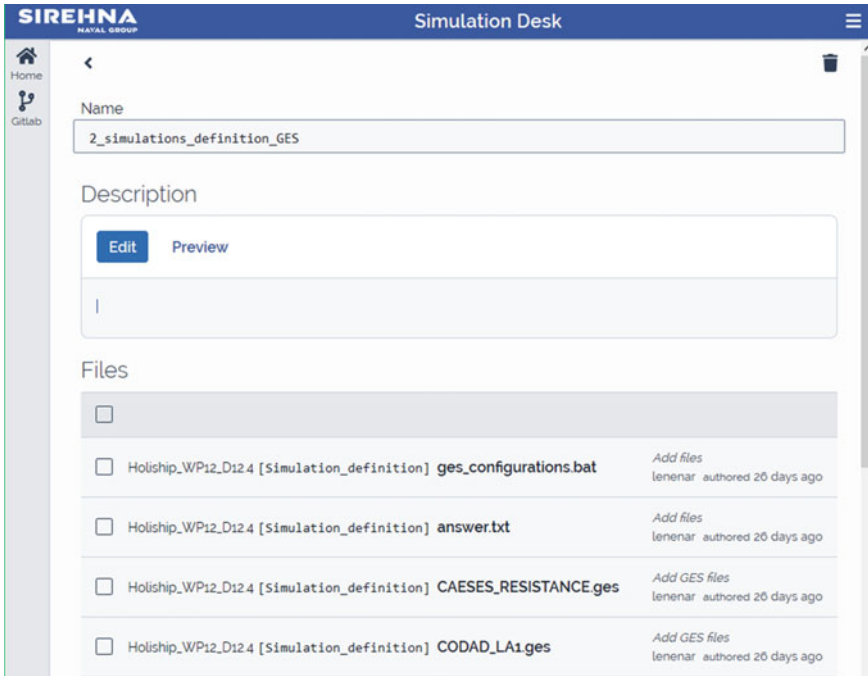 SIREHNA
NAVAL GROUP
Simulation Desk
Home
Gitlab
Name
2_simulations_definition_GES
Description
Edit Preview
Files
Holiship_WP12_D12.4 [Simulation_definition] ges_configurations.bat
Add files
lenenar authored 26 days ago
Holiship_WP12_D12.4 [Simulation_definition] answer.txt
Add files
lenenar authored 26 days ago
Holiship_WP12_D12.4 [Simulation_definition] CAESES_RESISTANCE.ges
Add GES files
lenenar authored 26 days ago
Holiship_WP12_D12.4 [Simulation_definition] CODAD_LA1.ges
Add GES files
lenenar authored 26 days ago